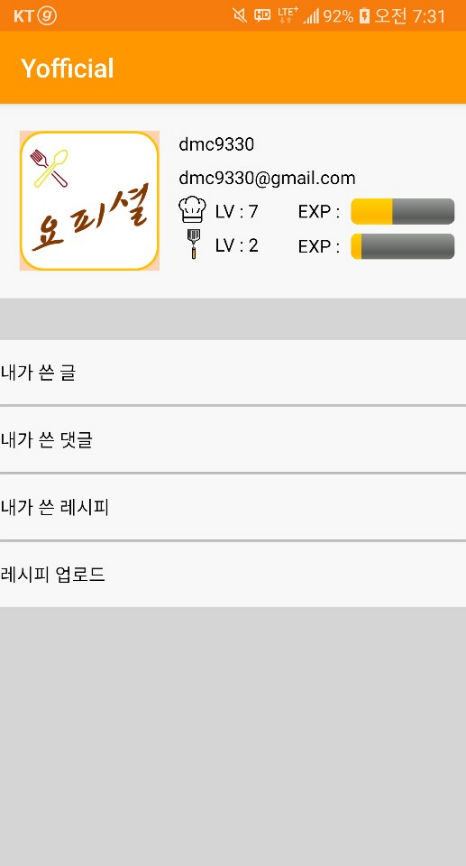 KT g HD LTE+ 92% 오전 7:31
Yofficial
요피셜
dmc9330
dmc9330@gmail.com
LV : 7 EXP :
LV : 2 EXP :
내가 쓴 글
내가 쓴 댓글
내가 쓴 레시피
레시피 업로드